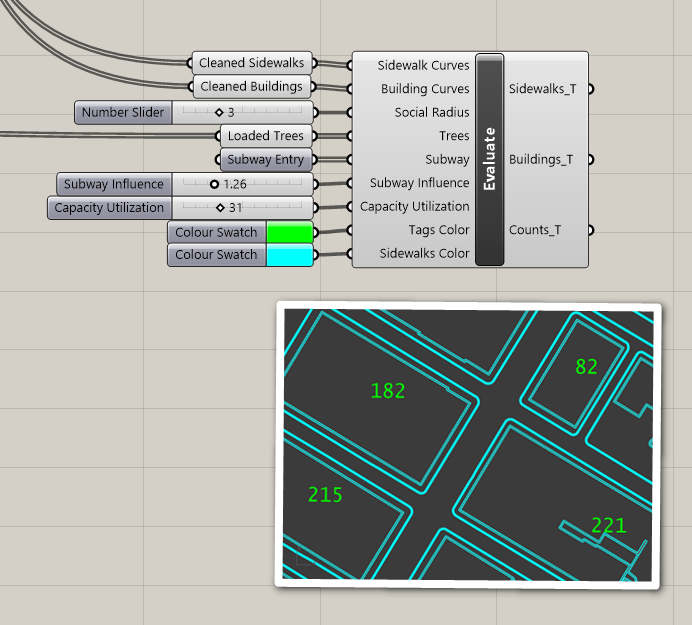 Cleaned Sidewalks
Cleaned Buildings
Number Slider 3
Loaded Trees
Subway Entry
Subway Influence 1.26
Capacity Utilization 31
Colour Swatch
Colour Swatch
Sidewalk Curves
Building Curves
Social Radius
Trees
Subway
Subway Influence
Capacity Utilization
Tags Color
Sidewalks Color
Evaluate
Sidewalks_T
Buildings_T
Counts_T
182
82
215
221